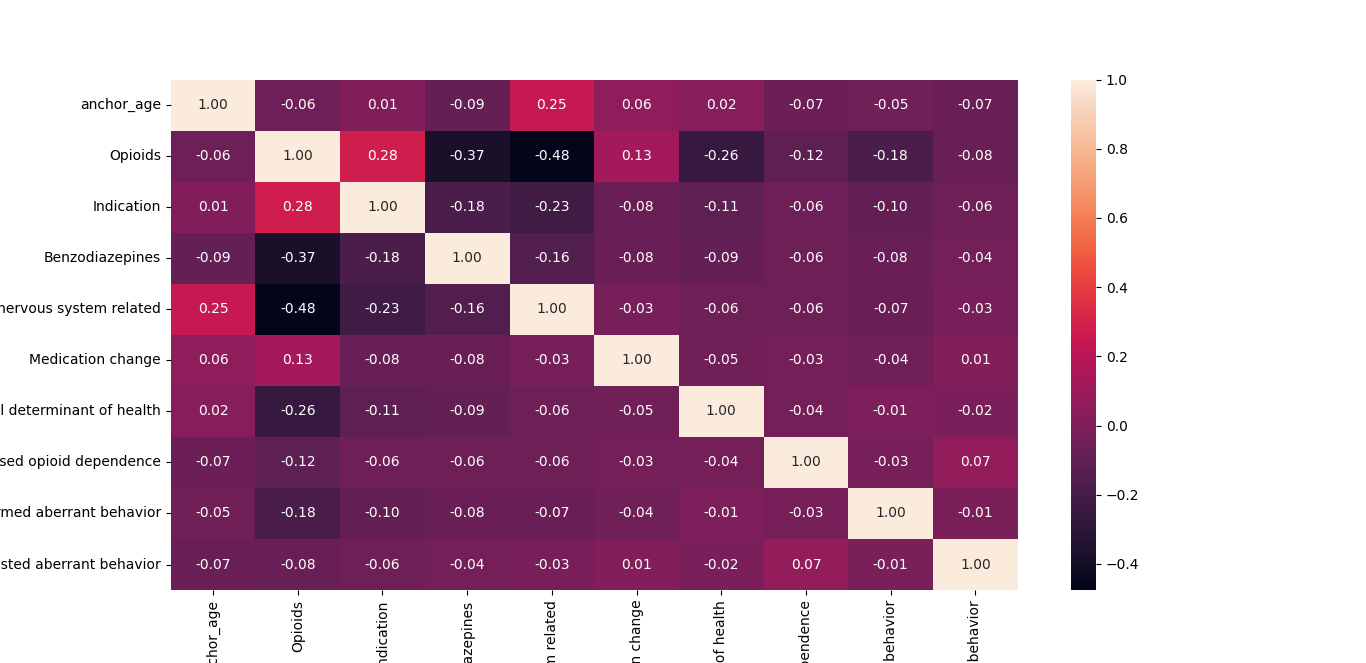 anchor_age 1.00 -0.06 0.01 -0.09 0.25 0.06 0.02 -0.07 -0.05 -0.07
Opioids -0.06 1.00 0.28 -0.37 -0.48 0.13 -0.26 -0.12 -0.18 -0.08
Indication 0.01 0.28 1.00 -0.18 -0.23 -0.08 -0.11 -0.06 -0.10 -0.06
Benzodiazepines -0.09 -0.37 -0.18 1.00 -0.16 -0.08 -0.09 -0.06 -0.08 -0.04
nervous system related 0.25 -0.48 -0.23 -0.16 1.00 -0.03 -0.06 -0.06 -0.07 -0.03
Medication change 0.06 0.13 -0.08 -0.08 -0.03 1.00 -0.05 -0.03 -0.04 0.01
l determinant of health 0.02 -0.26 -0.11 -0.09 -0.06 -0.05 1.00 -0.04 -0.01 -0.02
sed opioid dependence -0.07 -0.12 -0.06 -0.06 -0.06 -0.03 -0.04 1.00 -0.03 0.07
rmed aberrant behavior -0.05 -0.18 -0.10 -0.08 -0.07 -0.04 -0.01 -0.03 1.00 -0.01
sted aberrant behavior -0.07 -0.08 -0.06 -0.04 -0.03 0.01 -0.02 0.07 -0.01 1.00
chor_age
Opioids
ndication
azepines
m related
n change
of health
pendence
behavior
behavior
1.0
0.8
0.6
0.4
0.2
0.0
−0.2
−0.4